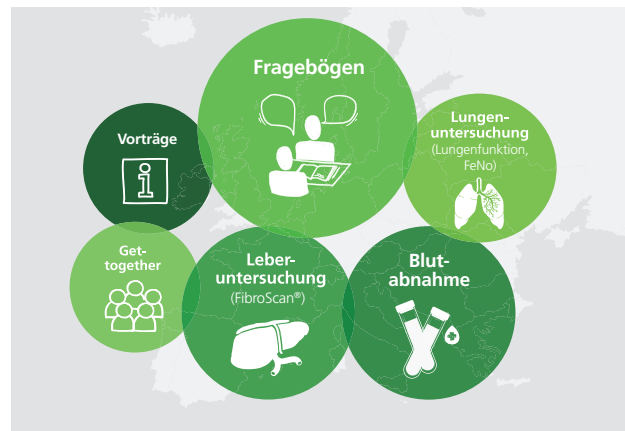 Fragebögen
Vorträge
Lungen-
untersuchung
(Lungenfunktion,
FeNo)
Get-
together
Leber-
untersuchung
(FibroScan®)
Blut-
abnahme